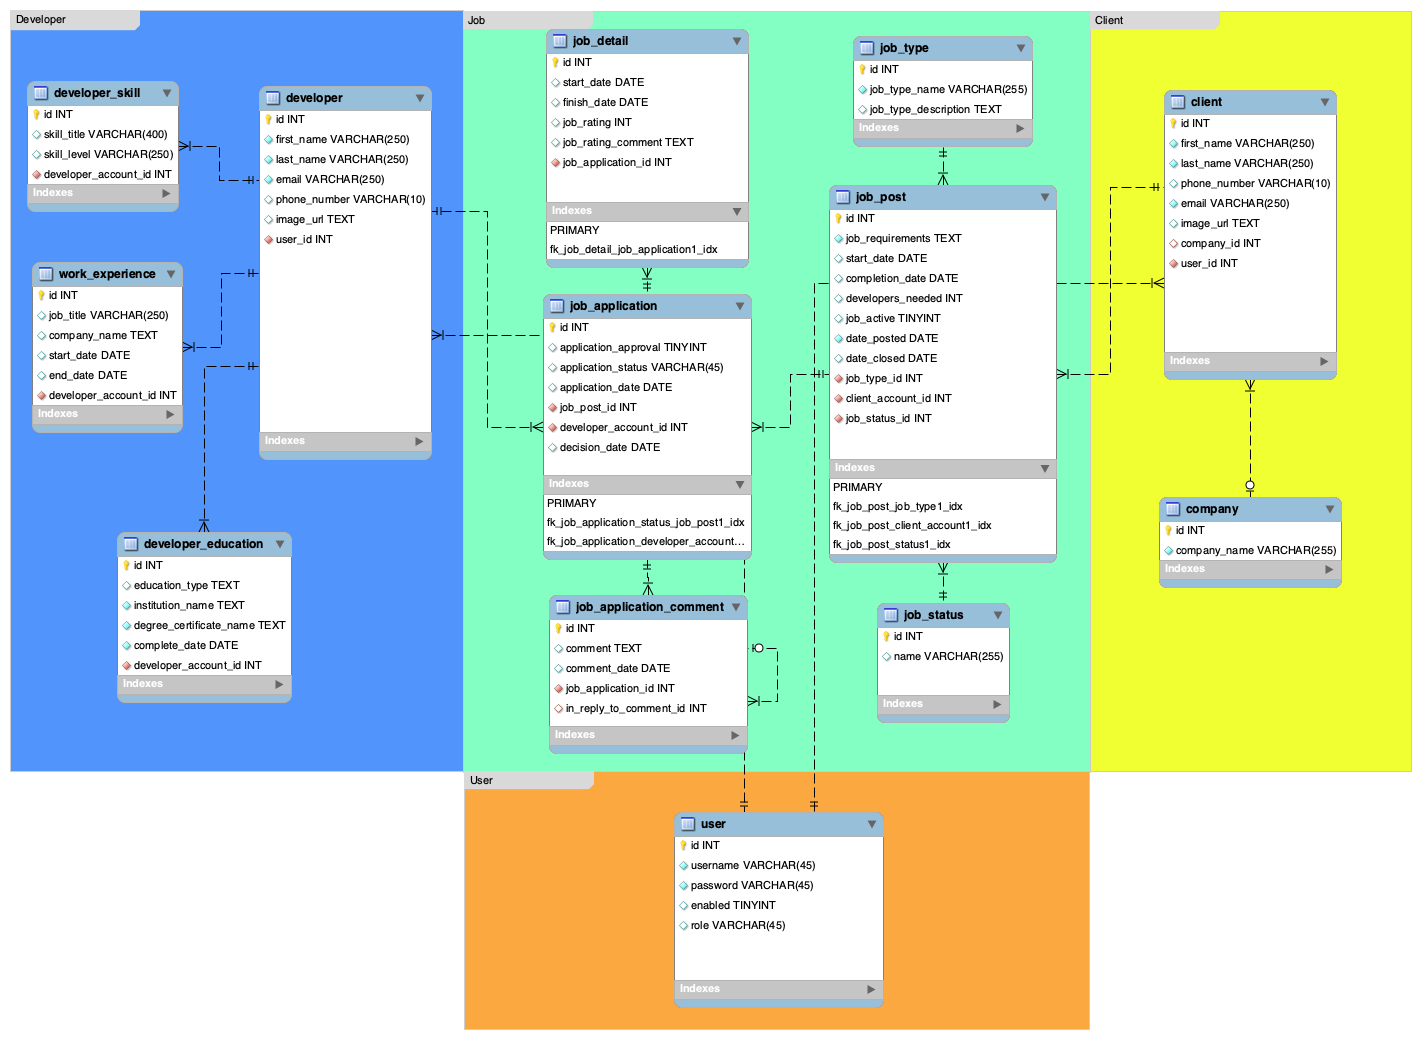 Developer
developer_skill
id INT
skill_title VARCHAR(400)
skill_level VARCHAR(250)
developer_account_id INT
Indexes
developer
id INT
first_name VARCHAR(250)
last_name VARCHAR(250)
email VARCHAR(250)
phone_number VARCHAR(10)
image_url TEXT
user_id INT
Indexes
work_experience
id INT
job_title VARCHAR(250)
company_name TEXT
start_date DATE
end_date DATE
developer_account_id INT
Indexes
developer_education
id INT
education_type TEXT
institution_name TEXT
degree_certificate_name TEXT
complete_date DATE
developer_account_id INT
Indexes
Job
job_detail
id INT
start_date DATE
finish_date DATE
job_rating INT
job_rating_comment TEXT
job_application_id INT
Indexes
PRIMARY
fk_job_detail_job_application1_idx
job_application
id INT
application_approval TINYINT
application_status VARCHAR(45)
application_date DATE
job_post_id INT
developer_account_id INT
decision_date DATE
Indexes
PRIMARY
fk_job_application_status_job_post1_idx
fk_job_application_developer_account...
job_application_comment
id INT
comment TEXT
comment_date DATE
job_application_id INT
in_reply_to_comment_id INT
Indexes
job_type
id INT
job_type_name VARCHAR(255)
job_type_description TEXT
Indexes
job_post
id INT
job_requirements TEXT
start_date DATE
completion_date DATE
developers_needed INT
job_active TINYINT
date_posted DATE
date_closed DATE
job_type_id INT
client_account_id INT
job_status_id INT
Indexes
PRIMARY
fk_job_post_job_type1_idx
fk_job_post_client_account1_idx
fk_job_post_status1_idx
job_status
id INT
name VARCHAR(255)
Indexes
Client
client
id INT
first_name VARCHAR(250)
last_name VARCHAR(250)
phone_number VARCHAR(10)
email VARCHAR(250)
image_url TEXT
company_id INT
user_id INT
Indexes
company
id INT
company_name VARCHAR(255)
Indexes
User
user
id INT
username VARCHAR(45)
password VARCHAR(45)
enabled TINYINT
role VARCHAR(45)
Indexes